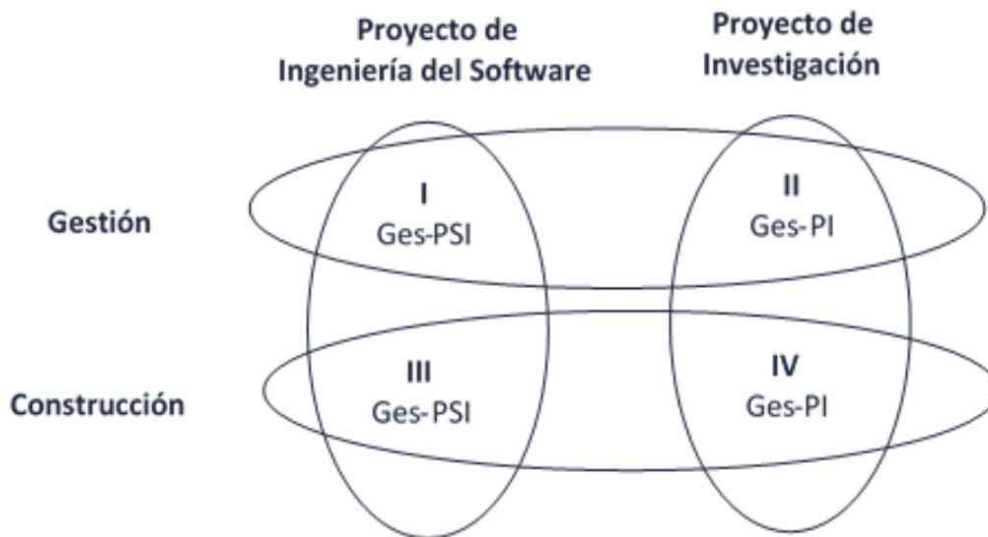 Proyecto de
Ingeniería del Software
Proyecto de
Investigación
Gestión
I
Ges-PSI
II
Ges-PI
Construcción
III
Ges-PSI
IV
Ges-PI